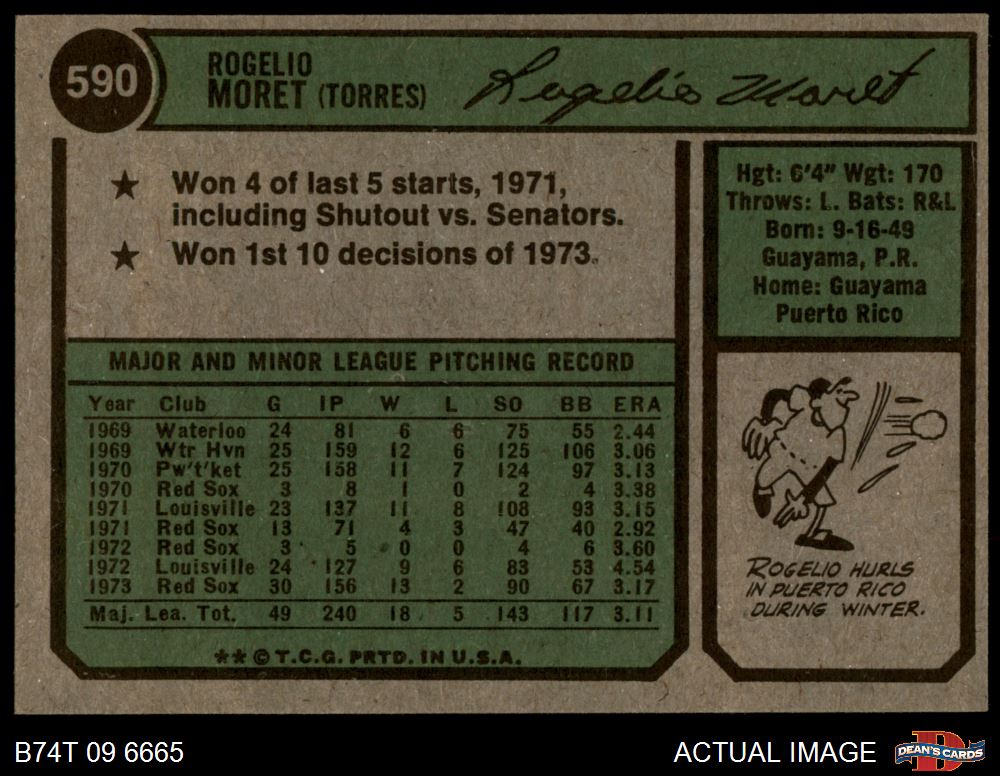 590
ROGELIO
MORET (TORRES)
Rogelio Moret
★ Won 4 of last 5 starts, 1971,
including Shutout vs. Senators.
★ Won 1st 10 decisions of 1973.
Hgt: 6'4" Wgt: 170
Throws: L. Bats: R&L
Born: 9-16-49
Guayama, P.R.
Home: Guayama
Puerto Rico
MAJOR AND MINOR LEAGUE PITCHING RECORD
Year Club G IP W L SO BB ERA
1969 Waterloo 24 81 6 6 75 55 2.44
1969 Wtr Hvn 25 159 12 6 125 106 3.06
1970 Pw't'ket 25 158 11 7 124 97 3.13
1970 Red Sox 3 8 1 0 2 4 3.38
1971 Louisville 23 137 11 8 108 93 3.15
1971 Red Sox 13 71 4 3 47 40 2.92
1972 Red Sox 3 5 0 0 4 6 3.60
1972 Louisville 24 127 9 6 83 53 4.54
1973 Red Sox 30 156 13 2 90 67 3.17
Maj. Lea. Tot. 49 240 18 5 143 117 3.11
**© T.C.G. PRTD. IN U.S.A.
ROGELIO HURLS
IN PUERTO RICO
DURING WINTER.
B74T 09 6665
ACTUAL IMAGE
D
DEAN'S CARDS